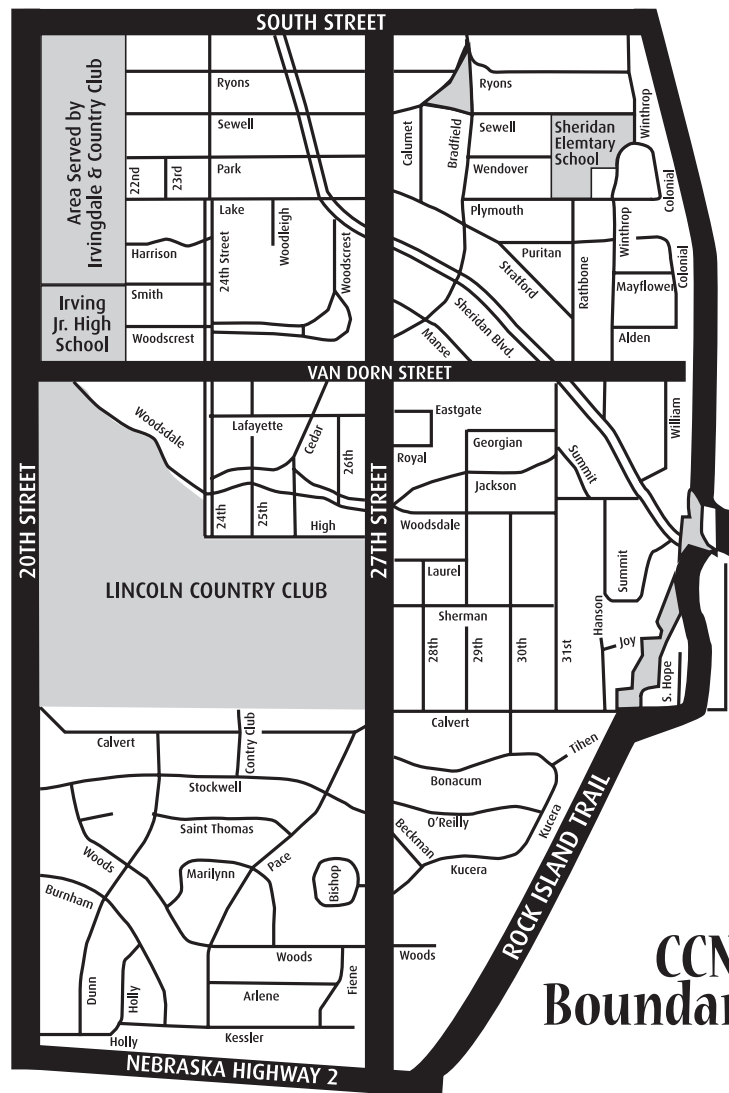 SOUTH STREET
Area Served by
Irvingdale & Country Club
Ryons
Sewell
Park
22nd
23rd
Lake
24th Street
Woodleigh
Woodscrest
Harrison
Smith
Woodscrest
Irving
Jr. High
School
Calumet
Bradfield
Ryons
Sewell
Wendover
Sheridan
Elemtary
School
Winthrop
Colonial
Plymouth
Puritan
Stratford
Rathbone
Winthrop
Colonial
Mayflower
Alden
Sheridan Blvd.
Manse
VAN DORN STREET
20TH STREET
27TH STREET
Woodsdale
Lafayette
Cedar
26th
24th
25th
High
Eastgate
Royal
Georgian
Jackson
Summit
William
Woodsdale
Laurel
Sherman
28th
29th
30th
31st
Hanson
Summit
Joy
S. Hope
LINCOLN COUNTRY CLUB
Calvert
Contry Club
Stockwell
Saint Thomas
Woods
Marilynn
Pace
Bishop
Burnham
Dunn
Holly
Woods
Arlene
Fiene
Holly
Kessler
Calvert
Tihen
Bonacum
O'Reilly
Beckman
Kucera
Kucera
Woods
ROCK ISLAND TRAIL
NEBRASKA HIGHWAY 2
CCN
Boundar